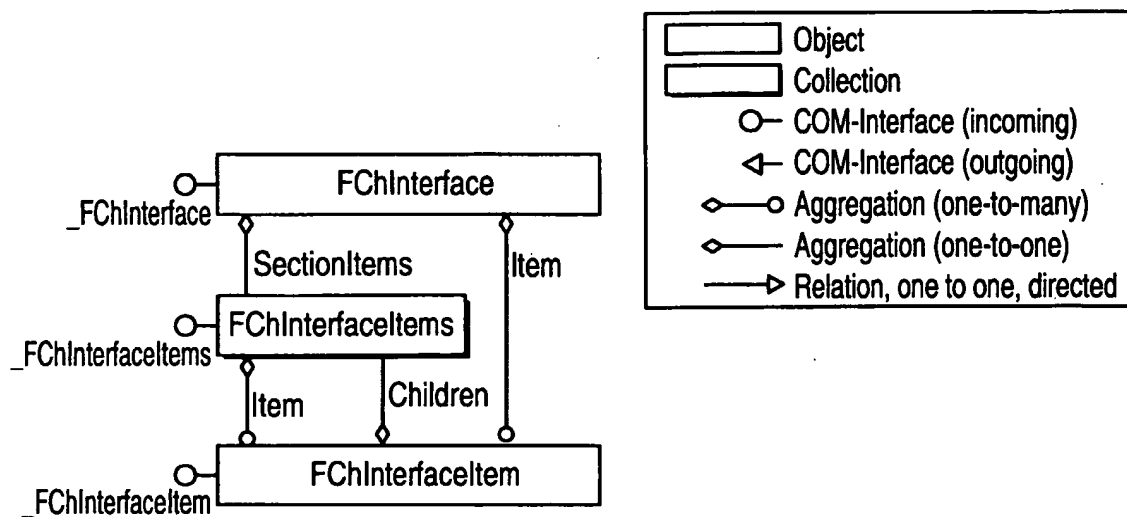 Object
Collection
COM-Interface (incoming)
COM-Interface (outgoing)
Aggregation (one-to-many)
Aggregation (one-to-one)
Relation, one to one, directed
FChInterface
_FChInterface
SectionItems
Item
FChInterfaceItems
_FChInterfaceItems
Item
Children
FChInterfaceItem
_FChInterfaceItem